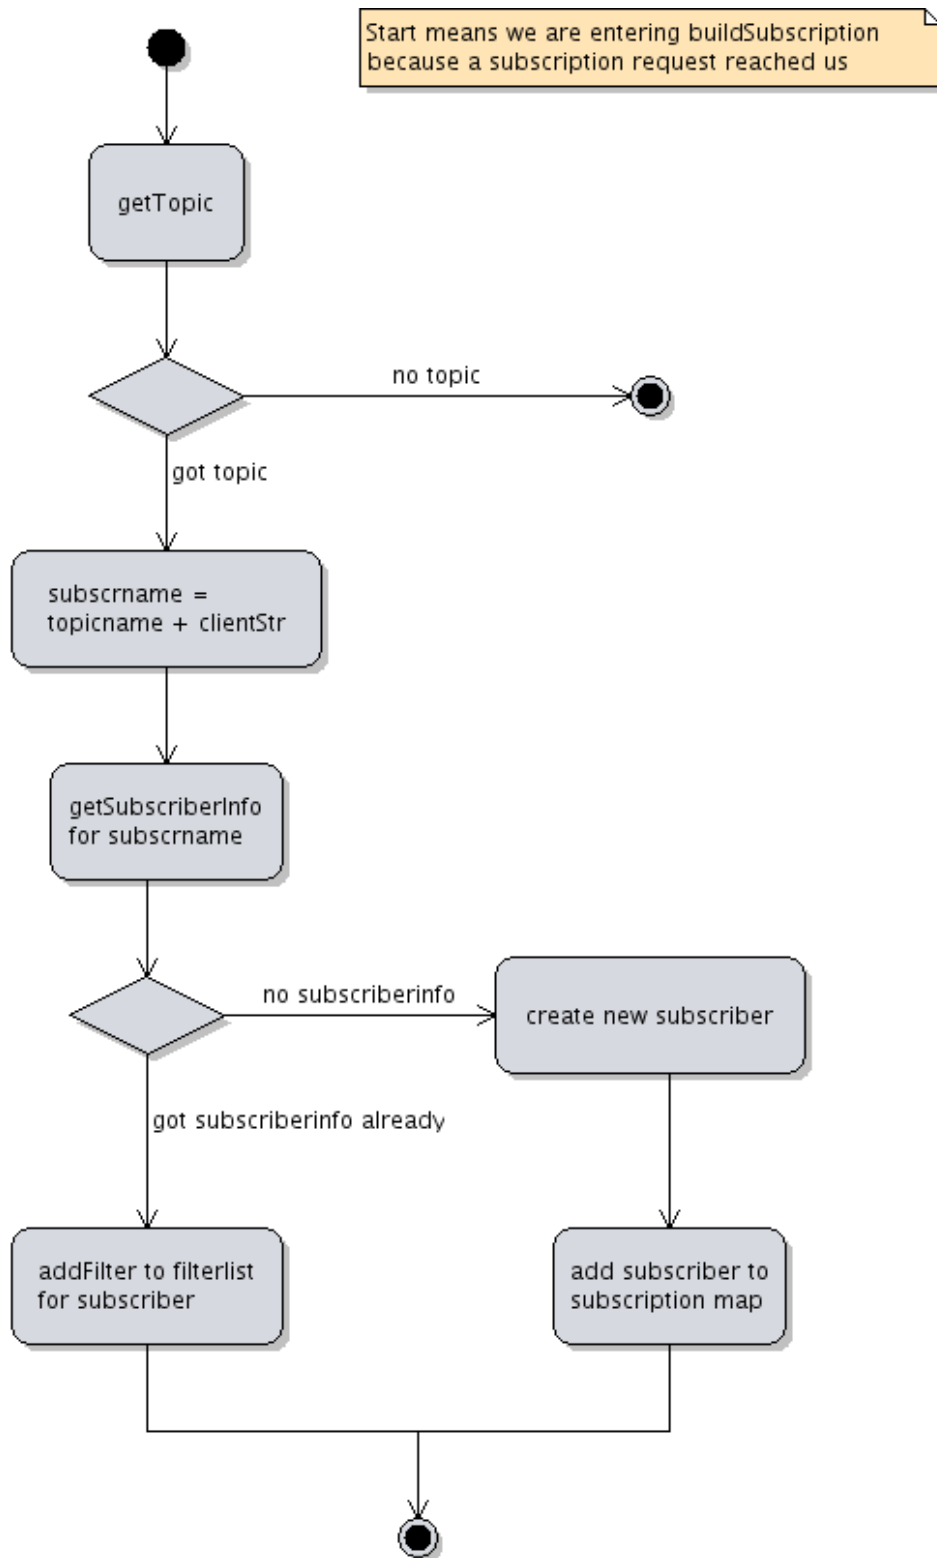 Start means we are entering buildSubscription
because a subscription request reached us
getTopic
no topic
got topic
subscrname =
topicname + clientStr
getSubscriberInfo
for subscrname
no subscriberinfo
create new subscriber
got subscriberinfo already
addFilter to filterlist
for subscriber
add subscriber to
subscription map